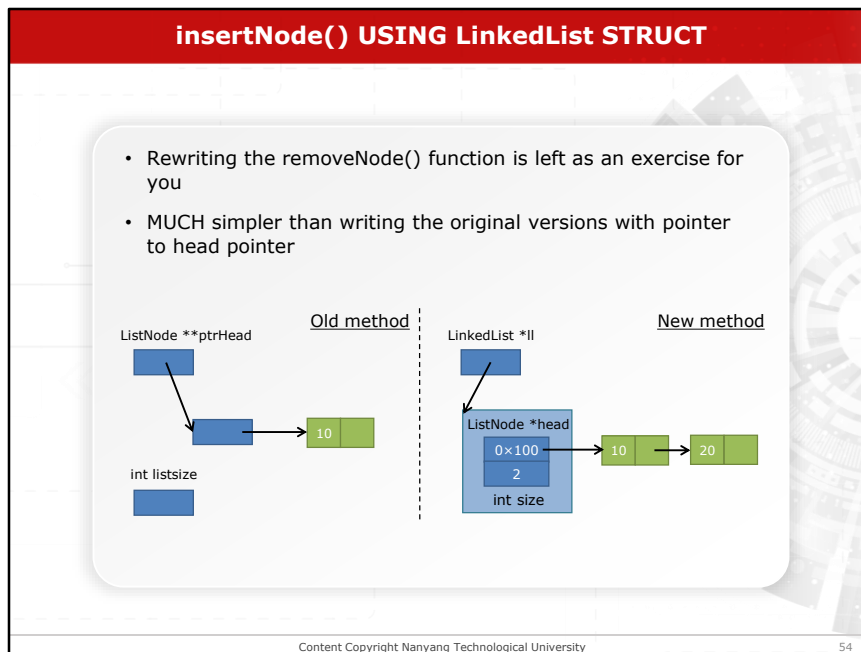 insertNode() USING LinkedList STRUCT
• Rewriting the removeNode() function is left as an exercise for
you
• MUCH simpler than writing the original versions with pointer
to head pointer
Old method
ListNode **ptrHead
10
int listsize
New method
LinkedList *ll
ListNode *head
0×100
2
int size
10
20
Content Copyright Nanyang Technological University
54